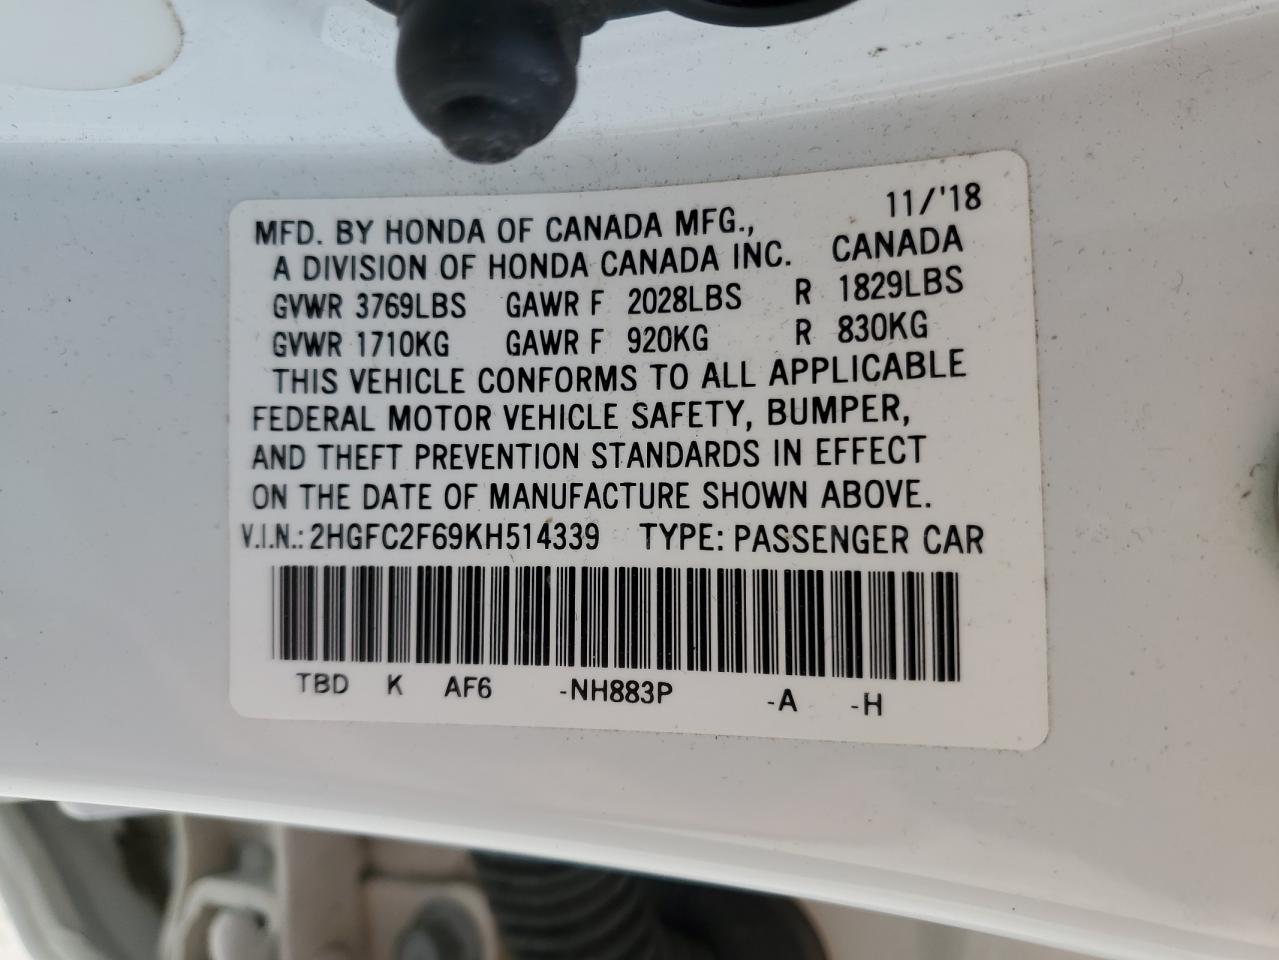 11/'18
MFD. BY HONDA OF CANADA MFG.,
A DIVISION OF HONDA CANADA INC. CANADA
GVWR 3769LBS GAWR F 2028LBS R 1829LBS
GVWR 1710KG GAWR F 920KG R 830KG
THIS VEHICLE CONFORMS TO ALL APPLICABLE
FEDERAL MOTOR VEHICLE SAFETY, BUMPER,
AND THEFT PREVENTION STANDARDS IN EFFECT
ON THE DATE OF MANUFACTURE SHOWN ABOVE.
V.I.N.: 2HGFC2F69KH514339 TYPE: PASSENGER CAR
TBD K AF6 -NH883P -A -H